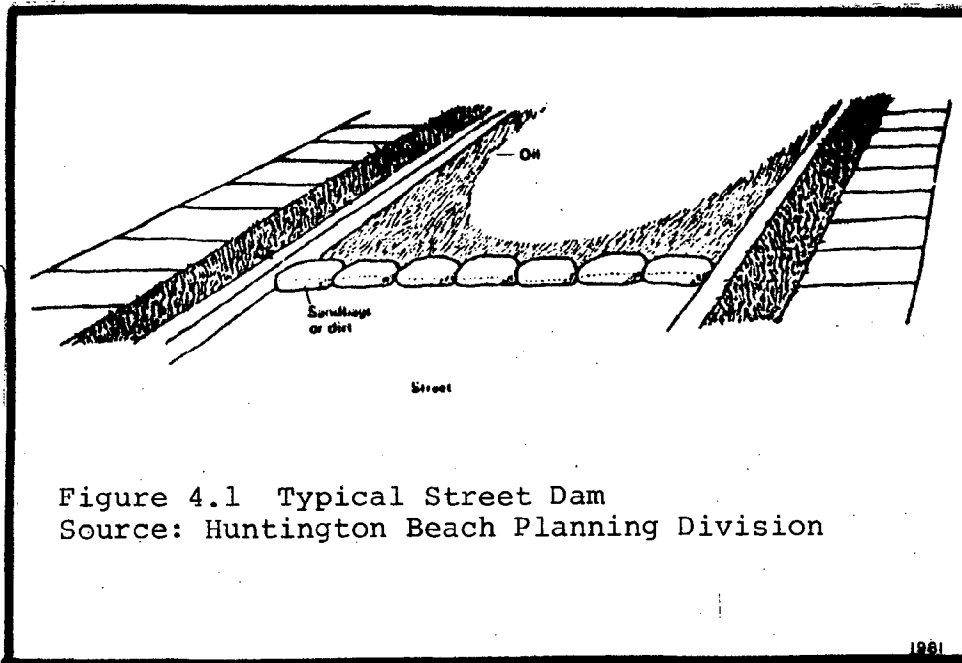 Oil
Sandbags
or dirt
Street
Figure 4.1 Typical Street Dam
Source: Huntington Beach Planning Division
1981